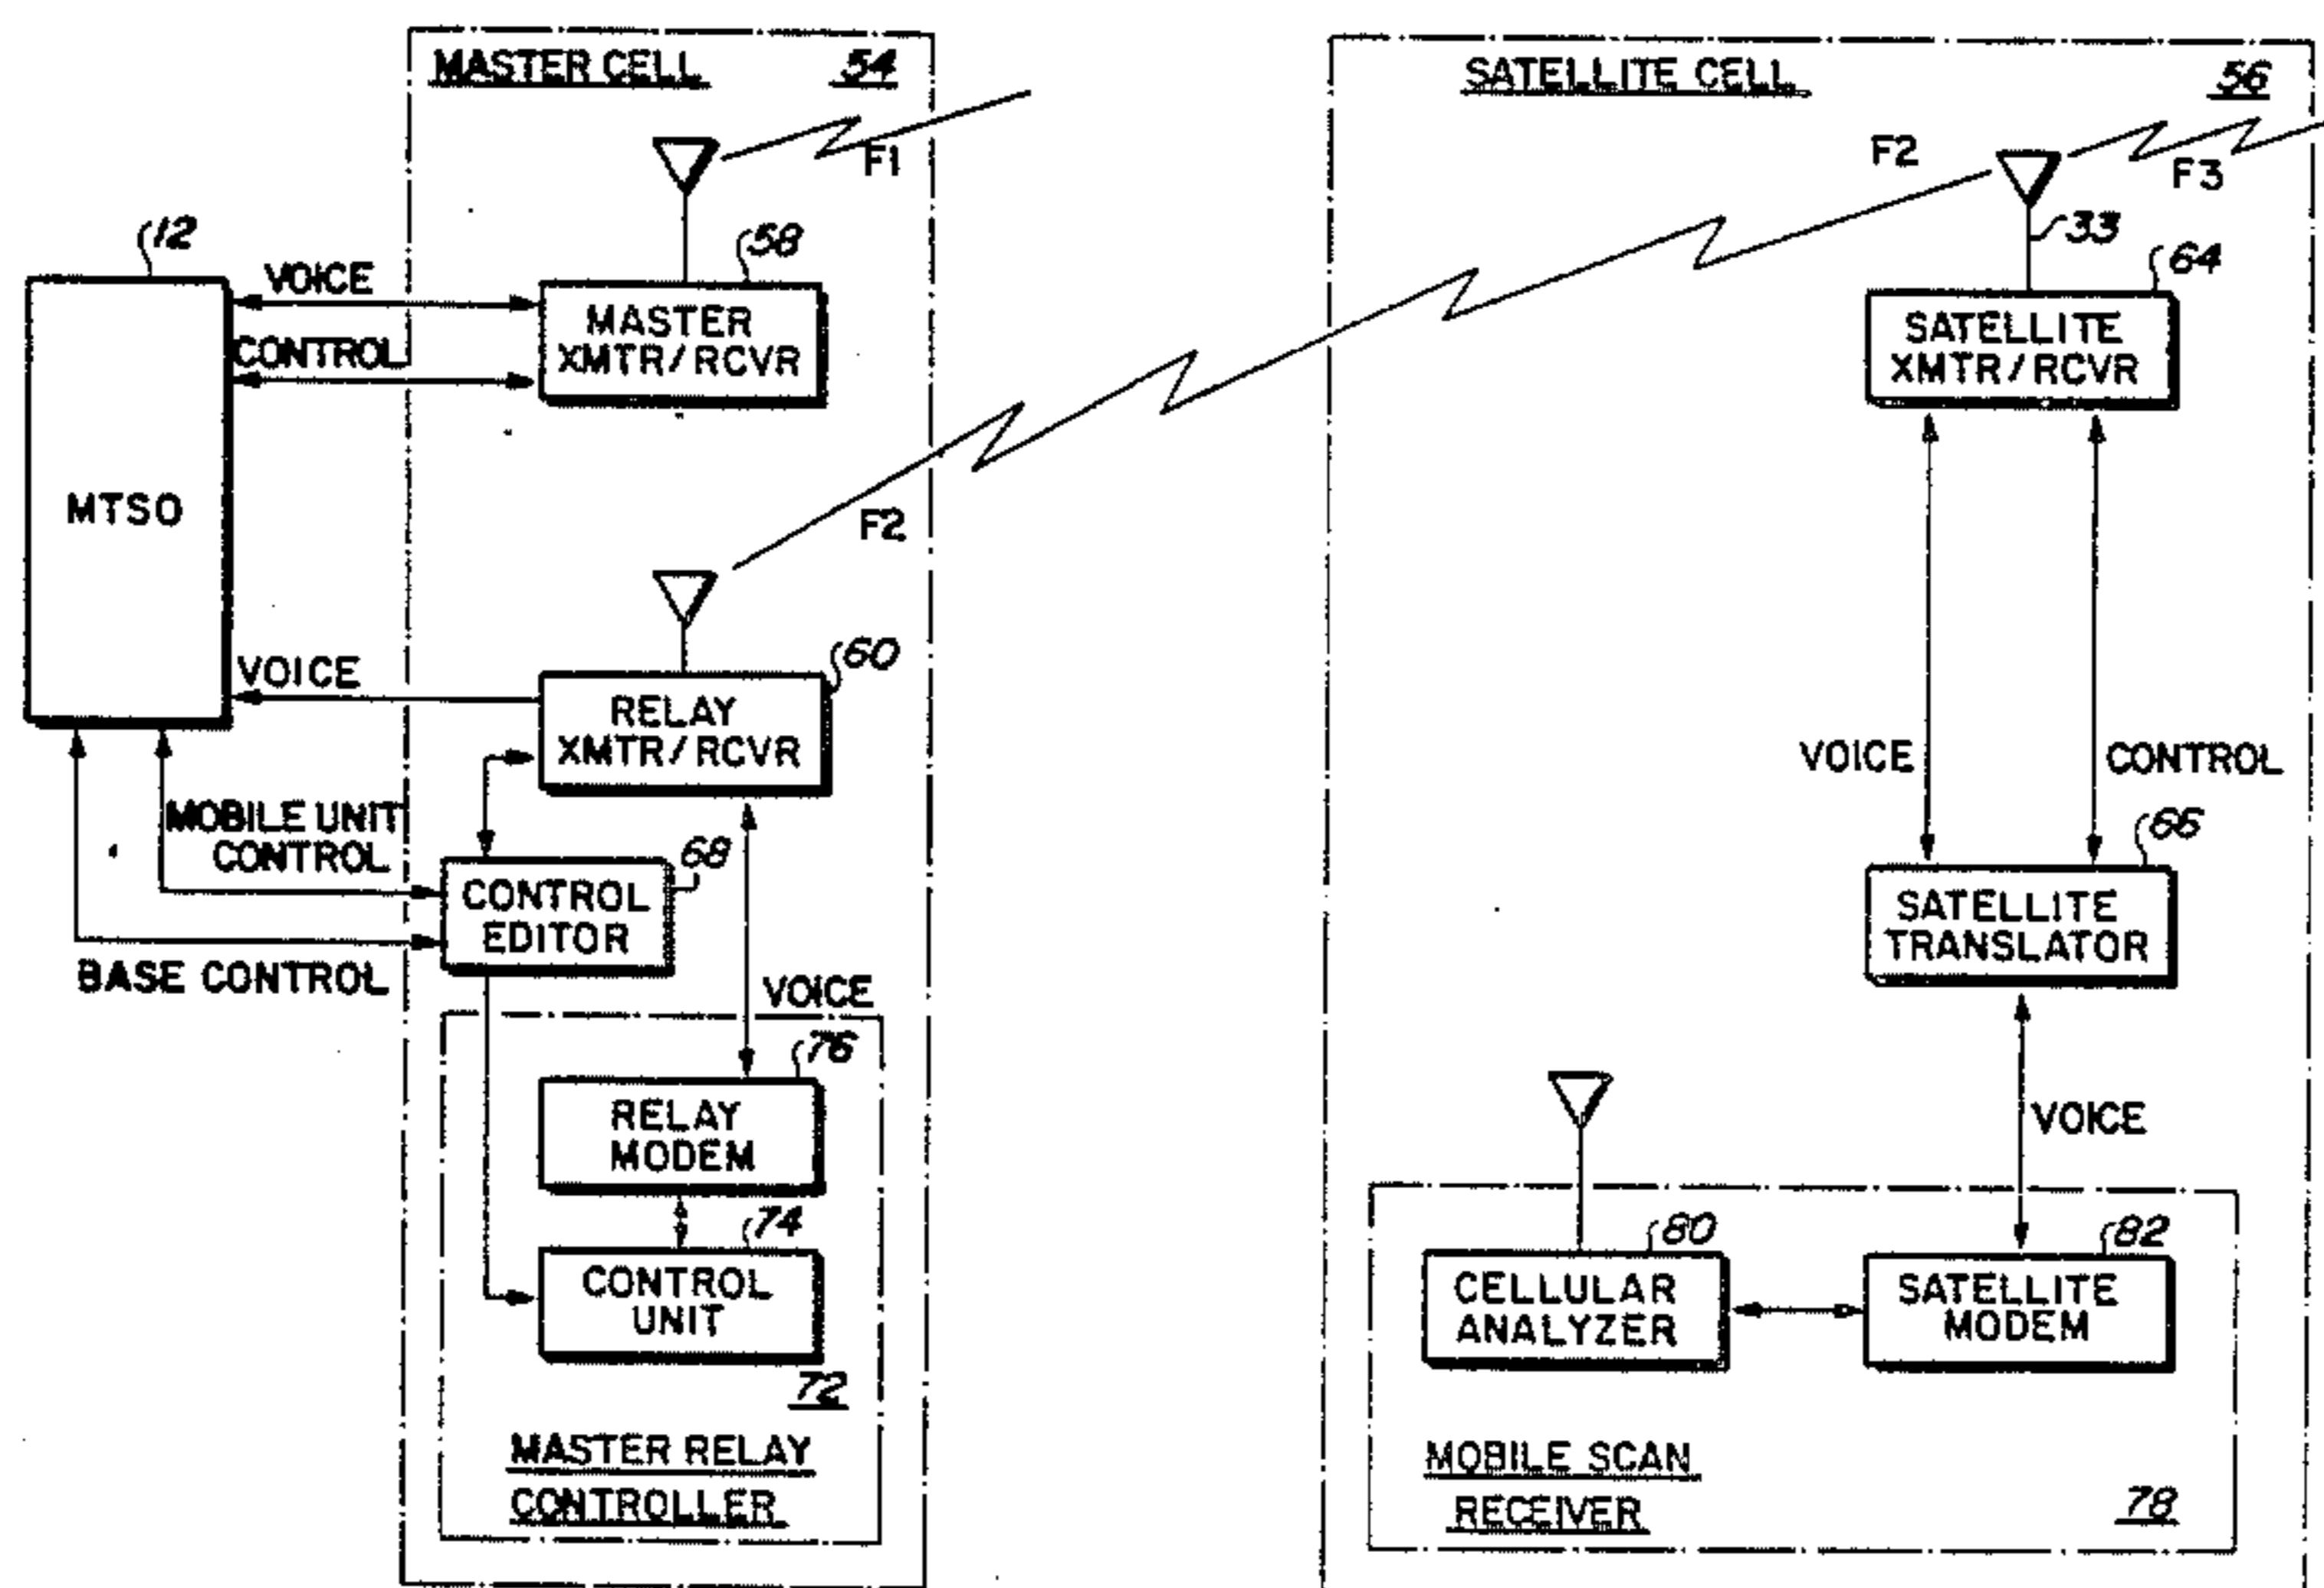 MASTER CELL
54
SATELLITE CELL
56
F1
F2
F3
12
58
33
64
VOICE
MASTER
XMTR/RCVR
CONTROL
SATELLITE
XMTR/RCVR
MTSO
F2
60
VOICE
RELAY
XMTR/RCVR
VOICE
CONTROL
MOBILE UNIT
CONTROL
68
66
CONTROL
EDITOR
SATELLITE
TRANSLATOR
BASE CONTROL
VOICE
76
RELAY
MODEM
VOICE
74
80
82
CONTROL
UNIT
CELLULAR
ANALYZER
SATELLITE
MODEM
72
MASTER RELAY
CONTROLLER
MOBILE SCAN
RECEIVER
78